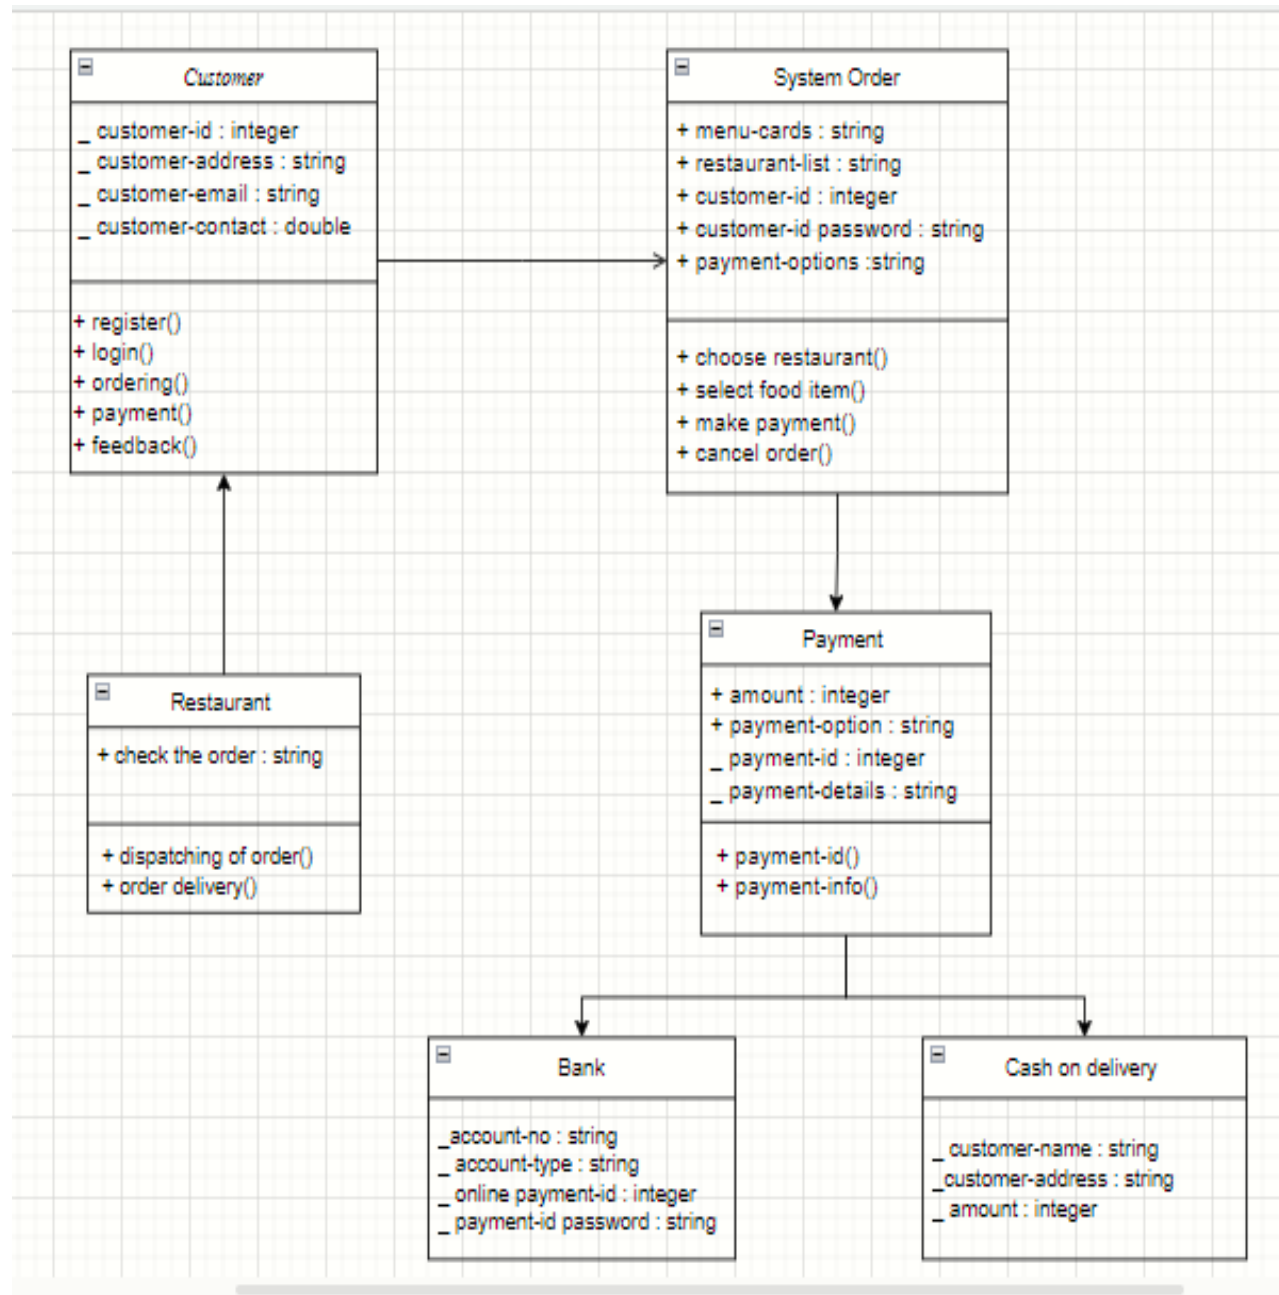 Customer
_ customer-id : integer
_ customer-address : string
_ customer-email : string
_ customer-contact : double
+ register()
+ login()
+ ordering()
+ payment()
+ feedback()
System Order
+ menu-cards : string
+ restaurant-list : string
+ customer-id : integer
+ customer-id password : string
+ payment-options :string
+ choose restaurant()
+ select food item()
+ make payment()
+ cancel order()
Restaurant
+ check the order : string
+ dispatching of order()
+ order delivery()
Payment
+ amount : integer
+ payment-option : string
_ payment-id : integer
_ payment-details : string
+ payment-id()
+ payment-info()
Bank
_account-no : string
_ account-type : string
_ online payment-id : integer
_ payment-id password : string
Cash on delivery
_ customer-name : string
_customer-address : string
_ amount : integer